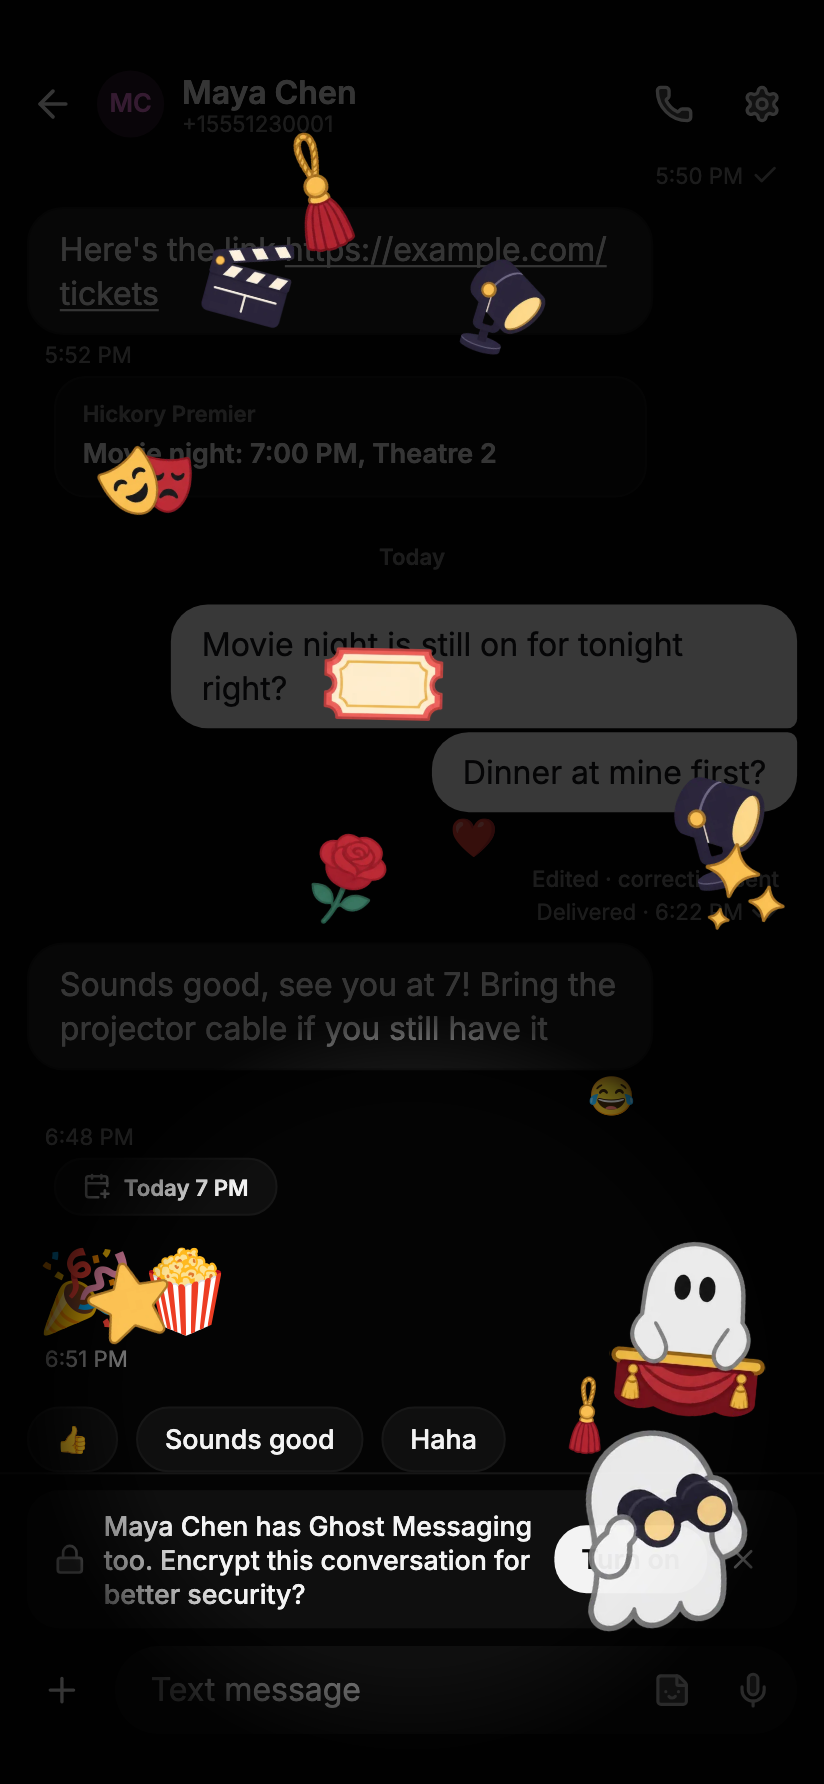 MC
Maya Chen
+15551230001
5:50 PM
Here's the link https://example.com/
tickets
5:52 PM
Hickory Premier
Movie night: 7:00 PM, Theatre 2
Today
Movie night is still on for tonight
right?
Dinner at mine first?
Edited ·
Delivered · 6:22 PM
Sounds good, see you at 7! Bring the
projector cable if you still have it
6:48 PM
Today 7 PM
6:51 PM
Sounds good
Haha
Maya Chen has Ghost Messaging
too. Encrypt this conversation for
better security?
Turn on
Text message